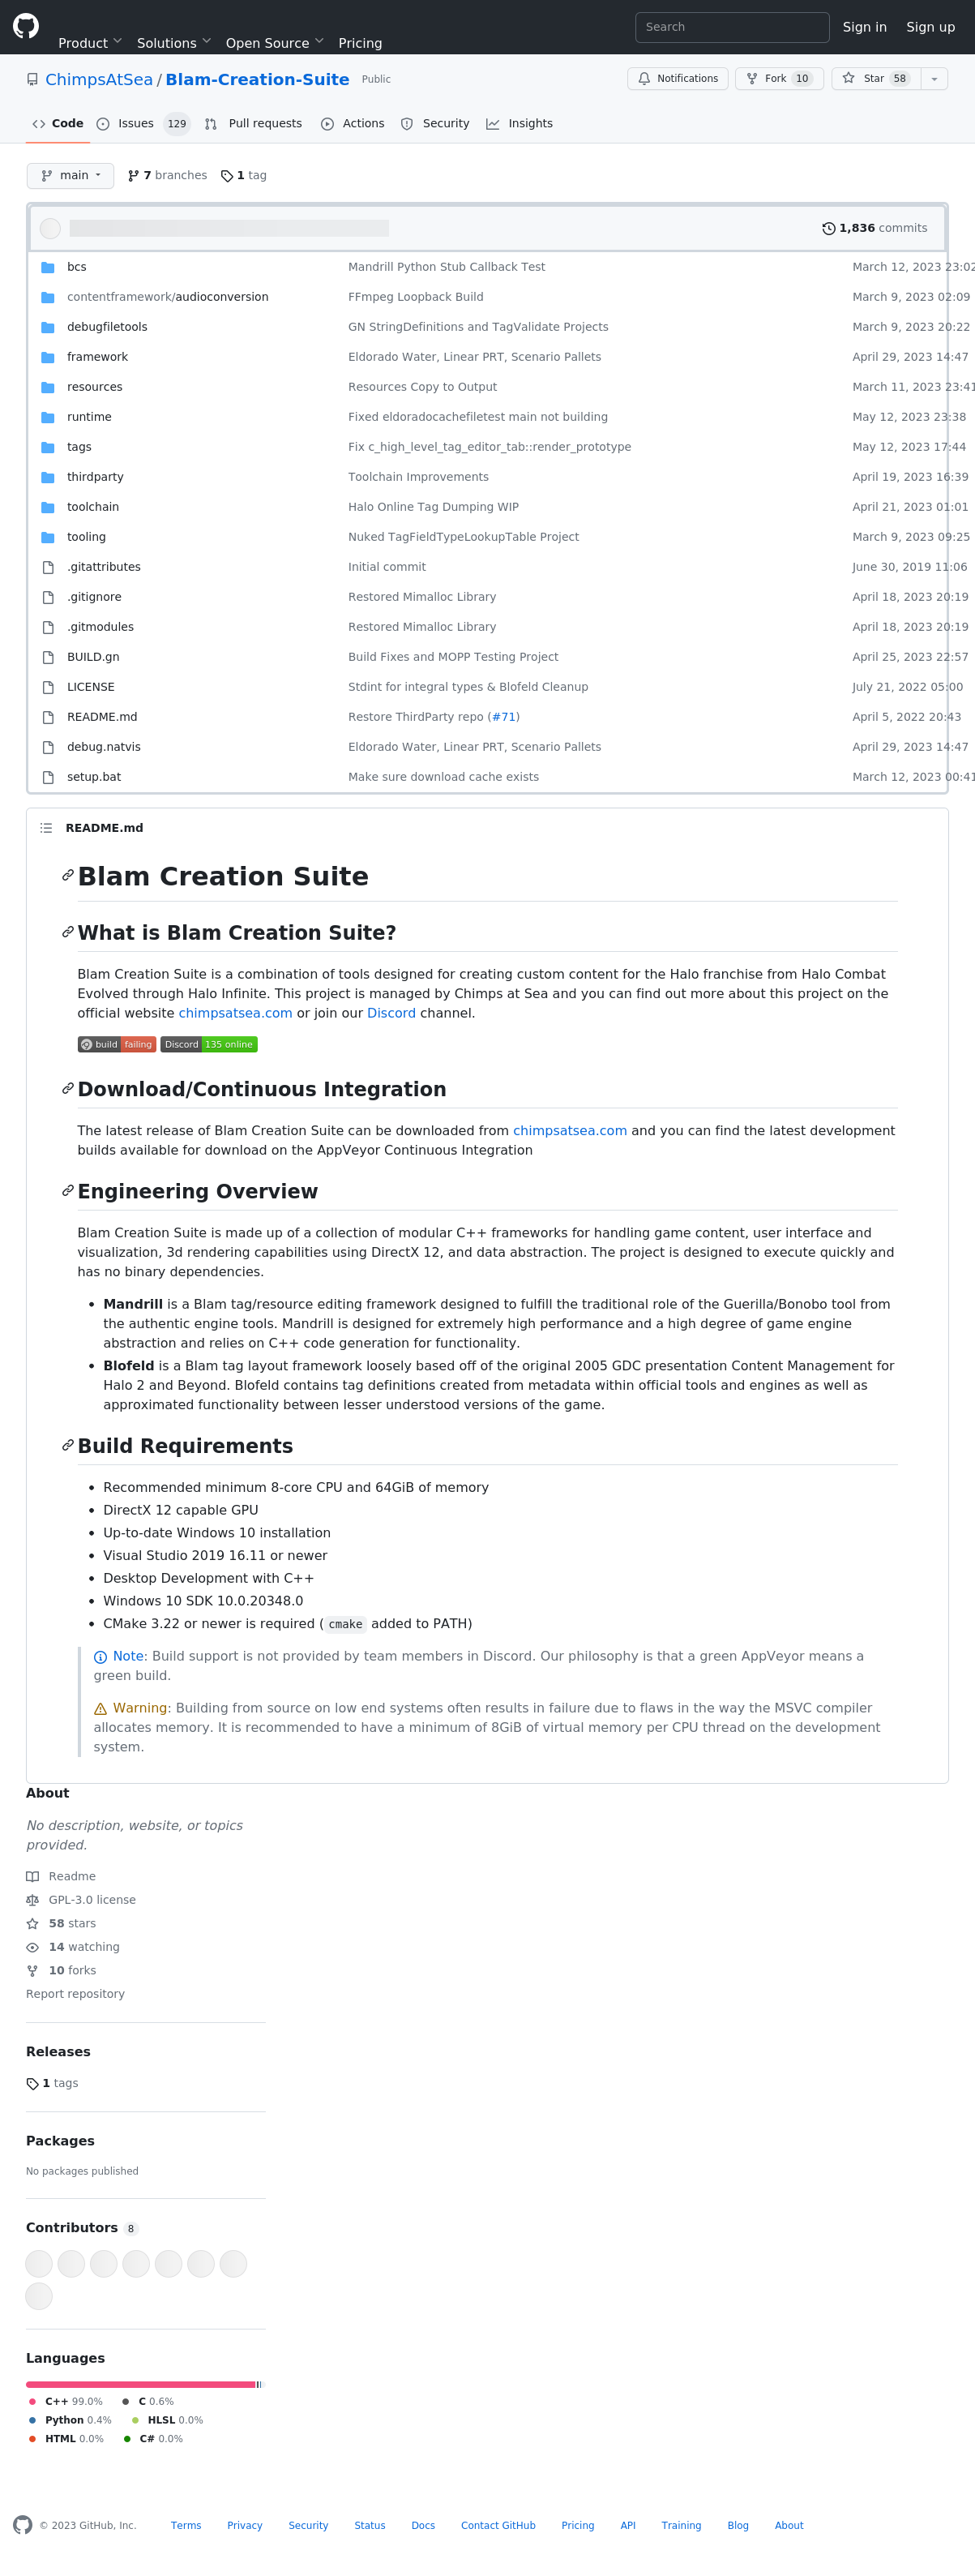 Product Solutions Open Source Pricing Search Sign in Sign up
ChimpsAtSea / Blam-Creation-Suite Public Notifications Fork 10 Star 58
Code Issues 129 Pull requests Actions Security Insights
main 7 branches 1 tag
1,836 commits
bcs Mandrill Python Stub Callback Test March 12, 2023 23:02
contentframework/audioconversion FFmpeg Loopback Build March 9, 2023 02:09
debugfiletools GN StringDefinitions and TagValidate Projects March 9, 2023 20:22
framework Eldorado Water, Linear PRT, Scenario Pallets April 29, 2023 14:47
resources Resources Copy to Output March 11, 2023 23:41
runtime Fixed eldoradocachefiletest main not building May 12, 2023 23:38
tags Fix c_high_level_tag_editor_tab::render_prototype May 12, 2023 17:44
thirdparty Toolchain Improvements April 19, 2023 16:39
toolchain Halo Online Tag Dumping WIP April 21, 2023 01:01
tooling Nuked TagFieldTypeLookupTable Project March 9, 2023 09:25
.gitattributes Initial commit June 30, 2019 11:06
.gitignore Restored Mimalloc Library April 18, 2023 20:19
.gitmodules Restored Mimalloc Library April 18, 2023 20:19
BUILD.gn Build Fixes and MOPP Testing Project April 25, 2023 22:57
LICENSE Stdint for integral types & Blofeld Cleanup July 21, 2022 05:00
README.md Restore ThirdParty repo (#71) April 5, 2022 20:43
debug.natvis Eldorado Water, Linear PRT, Scenario Pallets April 29, 2023 14:47
setup.bat Make sure download cache exists March 12, 2023 00:41
README.md
Blam Creation Suite
What is Blam Creation Suite?
Blam Creation Suite is a combination of tools designed for creating custom content for the Halo franchise from Halo Combat
Evolved through Halo Infinite. This project is managed by Chimps at Sea and you can find out more about this project on the
official website chimpsatsea.com or join our Discord channel.
build failing Discord 135 online
Download/Continuous Integration
The latest release of Blam Creation Suite can be downloaded from chimpsatsea.com and you can find the latest development
builds available for download on the AppVeyor Continuous Integration
Engineering Overview
Blam Creation Suite is made up of a collection of modular C++ frameworks for handling game content, user interface and
visualization, 3d rendering capabilities using DirectX 12, and data abstraction. The project is designed to execute quickly and
has no binary dependencies.
• Mandrill is a Blam tag/resource editing framework designed to fulfill the traditional role of the Guerilla/Bonobo tool from
the authentic engine tools. Mandrill is designed for extremely high performance and a high degree of game engine
abstraction and relies on C++ code generation for functionality.
• Blofeld is a Blam tag layout framework loosely based off of the original 2005 GDC presentation Content Management for
Halo 2 and Beyond. Blofeld contains tag definitions created from metadata within official tools and engines as well as
approximated functionality between lesser understood versions of the game.
Build Requirements
• Recommended minimum 8-core CPU and 64GiB of memory
• DirectX 12 capable GPU
• Up-to-date Windows 10 installation
• Visual Studio 2019 16.11 or newer
• Desktop Development with C++
• Windows 10 SDK 10.0.20348.0
• CMake 3.22 or newer is required (cmake added to PATH)
Note: Build support is not provided by team members in Discord. Our philosophy is that a green AppVeyor means a
green build.
Warning: Building from source on low end systems often results in failure due to flaws in the way the MSVC compiler
allocates memory. It is recommended to have a minimum of 8GiB of virtual memory per CPU thread on the development
system.
About
No description, website, or topics
provided.
Readme
GPL-3.0 license
58 stars
14 watching
10 forks
Report repository
Releases
1 tags
Packages
No packages published
Contributors 8
Languages
C++ 99.0% C 0.6%
Python 0.4% HLSL 0.0%
HTML 0.0% C# 0.0%
© 2023 GitHub, Inc. Terms Privacy Security Status Docs Contact GitHub Pricing API Training Blog About